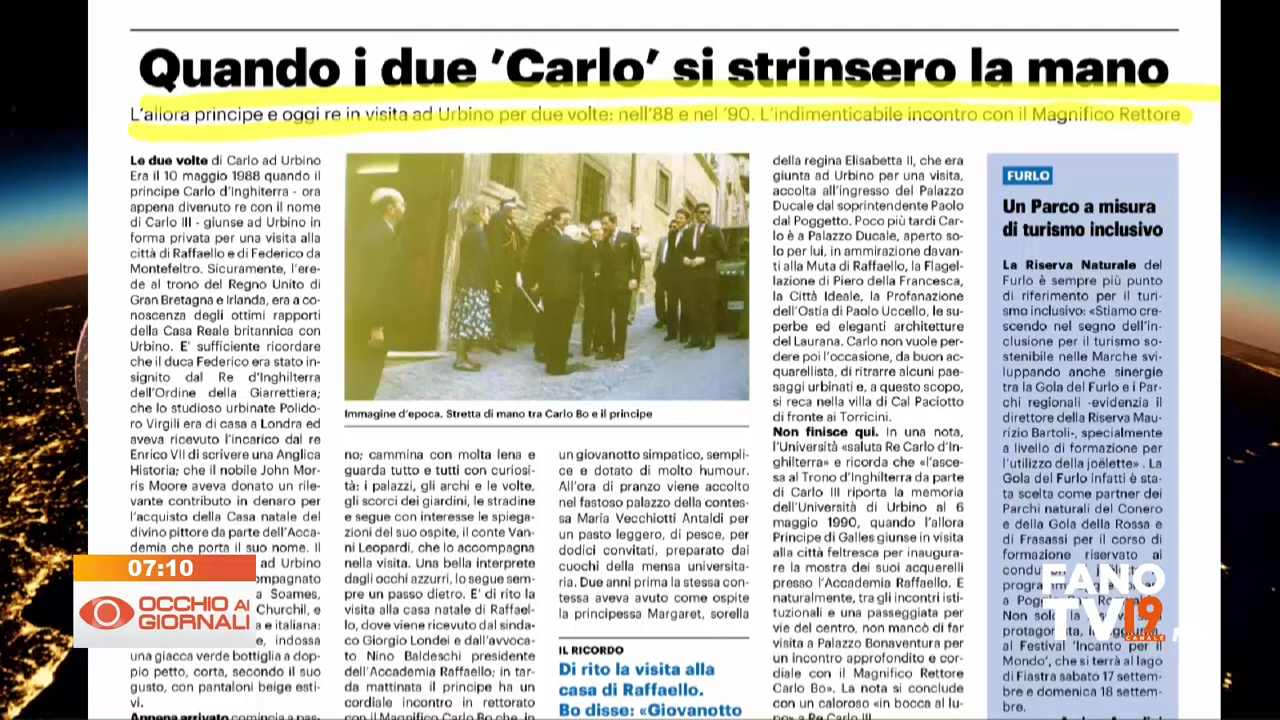 Quando i due 'Carlo' si strinsero la mano
L'allora principe e oggi re in visita ad Urbino per due volte: nell'88 e nel '90. L'indimenticabile incontro con il Magnifico Rettore
Le due volte di Carlo ad Urbino
Era il 10 maggio 1988 quando il
principe Carlo d'Inghiterra - ora
appena divenuto re con il nome
di Carlo III - giunse ad Urbino in
forma privata per una visita alla
città di Raffaello e di Federico da
Montefeltro. Sicuramente, l'ere-
de al trono del Regno Unito di
Gran Bretagna e Irlanda, era a co-
noscenza degli ottimi rapporti
della Casa Reale britannica con
Urbino. E' sufficiente ricordare
che il duca Federico era stato in-
signito dal Re d'Inghilterra
dell'Ordine della Giarrettiera;
che lo studioso urbinate Polido-
ro Virgili era di casa a Londra ed
aveva ricevuto l'incarico dal re
Enrico VII di scrivere una Anglica
Historia; che il nobile John Mor-
ris Moore aveva donato un rile-
vante contributo in denaro per
l'acquisto della Casa natale del
divino pittore da parte dell'Acca-
demia che porta il suo nome. Il
ad Urbino
ompagnato
a Soames,
Churchil, e
a e italiana:
e, indossa
una giacca verde bottiglia a dop-
pio petto, corta, secondo il suo
gusto, con pantaloni beige esti-
vi.
Appena arrivato comincia a pas-
Immagine d'epoca. Stretta di mano tra Carlo Bo e il principe
no; cammina con molta lena e
guarda tutto e tutti con curiosi-
tà: i palazzi, gli archi e le volte,
gli scorci dei giardini, le stradine
e segue con interesse le spiega-
zioni del suo ospite, il conte Van-
ni Leopardi, che lo accompagna
nella visita. Una bella interprete
dagli occhi azzurri, lo segue sem-
pre un passo dietro. E' di rito la
visita alla casa natale di Raffael-
lo, dove viene ricevuto dal sinda-
co Giorgio Londei e dall'avvoca-
to Nino Baldeschi presidente
dell'Accademia Raffaello; in tar-
da mattinata il principe ha un
cordiale incontro in rettorato
con il Magnifico Carlo Bo che, in
un giovanotto simpatico, sempli-
ce e dotato di molto humour.
All'ora di pranzo viene accolto
nel fastoso palazzo della contes-
sa Maria Vecchiotti Antaldi per
un pasto leggero, di pesce, per
dodici convitati, preparato dai
cuochi della mensa universita-
ria. Due anni prima la stessa con-
tessa aveva avuto come ospite
la principessa Margaret, sorella
IL RICORDO
Di rito la visita alla
casa di Raffaello.
Bo disse: «Giovanotto
della regina Elisabetta II, che era
giunta ad Urbino per una visita,
accolta all'ingresso del Palazzo
Ducale dal soprintendente Paolo
dal Poggetto. Poco più tardi Car-
lo è a Palazzo Ducale, aperto so-
lo per lui, in ammirazione davan-
ti alla Muta di Raffaello, la Flagel-
lazione di Piero della Francesca,
la Città Ideale, la Profanazione
dell'Ostia di Paolo Uccello, le su-
perbe ed eleganti architetture
del Laurana. Carlo non vuole per-
dere poi l'occasione, da buon ac-
quarellista, di ritrarre alcuni pae-
saggi urbinati e, a questo scopo,
si reca nella villa di Cal Paciotto
di fronte ai Torricini.
Non finisce qui. In una nota,
l'Università «saluta Re Carlo d'In-
ghilterra» e ricorda che «l'asce-
sa al Trono d'Inghilterra da parte
di Carlo III riporta la memoria
dell'Università di Urbino al 6
maggio 1990, quando l'allora
Principe di Galles giunse in visita
alla città feltresca per inaugura-
re la mostra dei suoi acquerelli
presso l'Accademia Raffaello. E
naturalmente, tra gli incontri isti-
tuzionali e una passeggiata per
vie del centro, non mancò di far
visita a Palazzo Bonaventura per
un incontro approfondito e cor-
diale con il Magnifico Rettore
Carlo Bo». La nota si conclude
con un caloroso «in bocca al lu-
po» a Re Carlo III.
FURLO
Un Parco a misura
di turismo inclusivo
La Riserva Naturale del
Furlo è sempre più punto
di riferimento per il turi-
smo inclusivo: «Stiamo cre-
scendo nel segno dell'in-
clusione per il turismo so-
stenibile nelle Marche svi-
luppando anche sinergie
tra la Gola del Furlo e i Par-
chi regionali -evidenzia il
direttore della Riserva Mau-
rizio Bartoli-, specialmente
a livello di formazione per
l'utilizzo della joëlette» . La
Gola del Furlo infatti è sta-
ta scelta come partner dei
Parchi naturali del Conero
e della Gola della Rossa e
di Frasassi per il corso di
formazione riservato ai
condu
progra
a Pog
Non sol
protagonista,
al Festival 'Incanto per il
Mondo', che si terrà al lago
di Fiastra sabato 17 settem-
bre e domenica 18 settem-
bre.
07:10
OCCHIO AI
GIORNALI
FANO
TV 19
CANALE